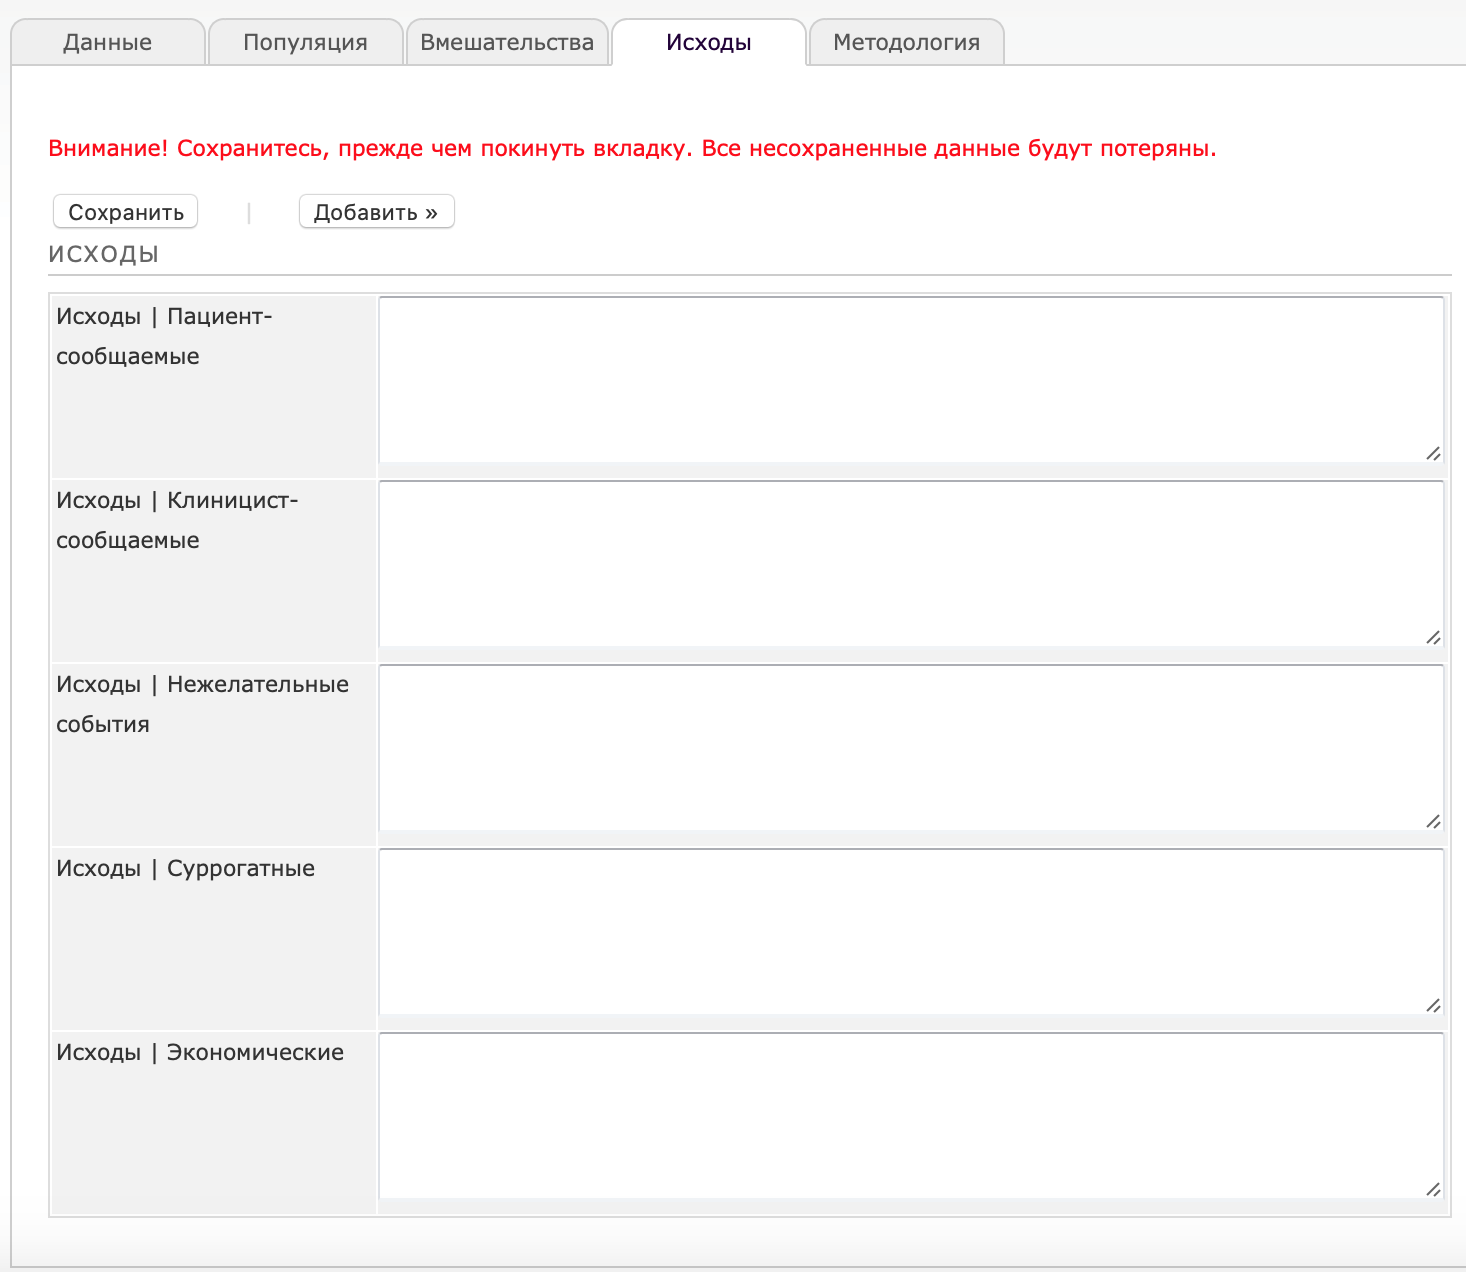 Данные Популяция Вмешательства Исходы Методология
Внимание! Сохранитесь, прежде чем покинуть вкладку. Все несохраненные данные будут потеряны.
Сохранить | Добавить »
ИСХОДЫ
Исходы | Пациент-
сообщаемые
Исходы | Клиницист-
сообщаемые
Исходы | Нежелательные
события
Исходы | Суррогатные
Исходы | Экономические